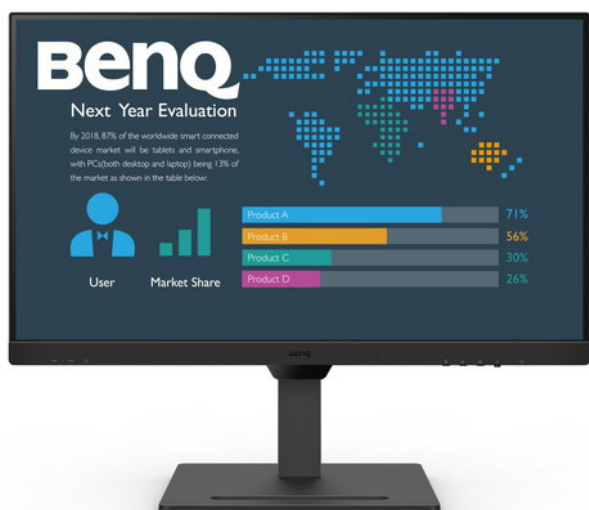 BenQ
Next Year Evaluation
By 2018, 87% of the worldwide smart connected
device market will be tablets and smartphone,
with PCs(both desktop and laptop) being 13% of
the market as shown in the table below:
User
Market Share
Product A 71%
Product B 56%
Product C 30%
Product D 26%
BenQ